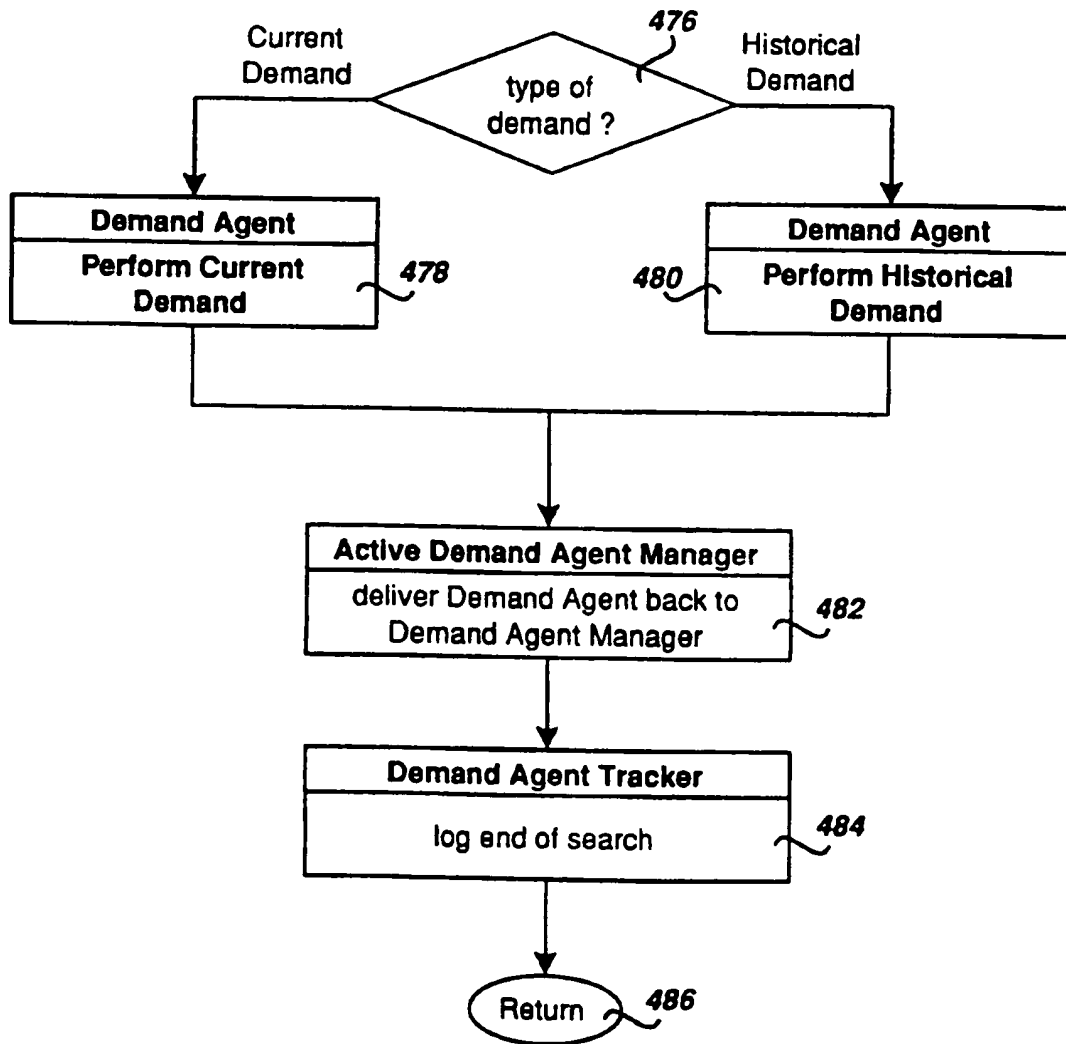 476
Current
Demand
Historical
Demand
type of
demand ?
Demand Agent
Perform Current
Demand
478
Demand Agent
Perform Historical
Demand
480
Active Demand Agent Manager
deliver Demand Agent back to
Demand Agent Manager
482
Demand Agent Tracker
log end of search
484
Return
486